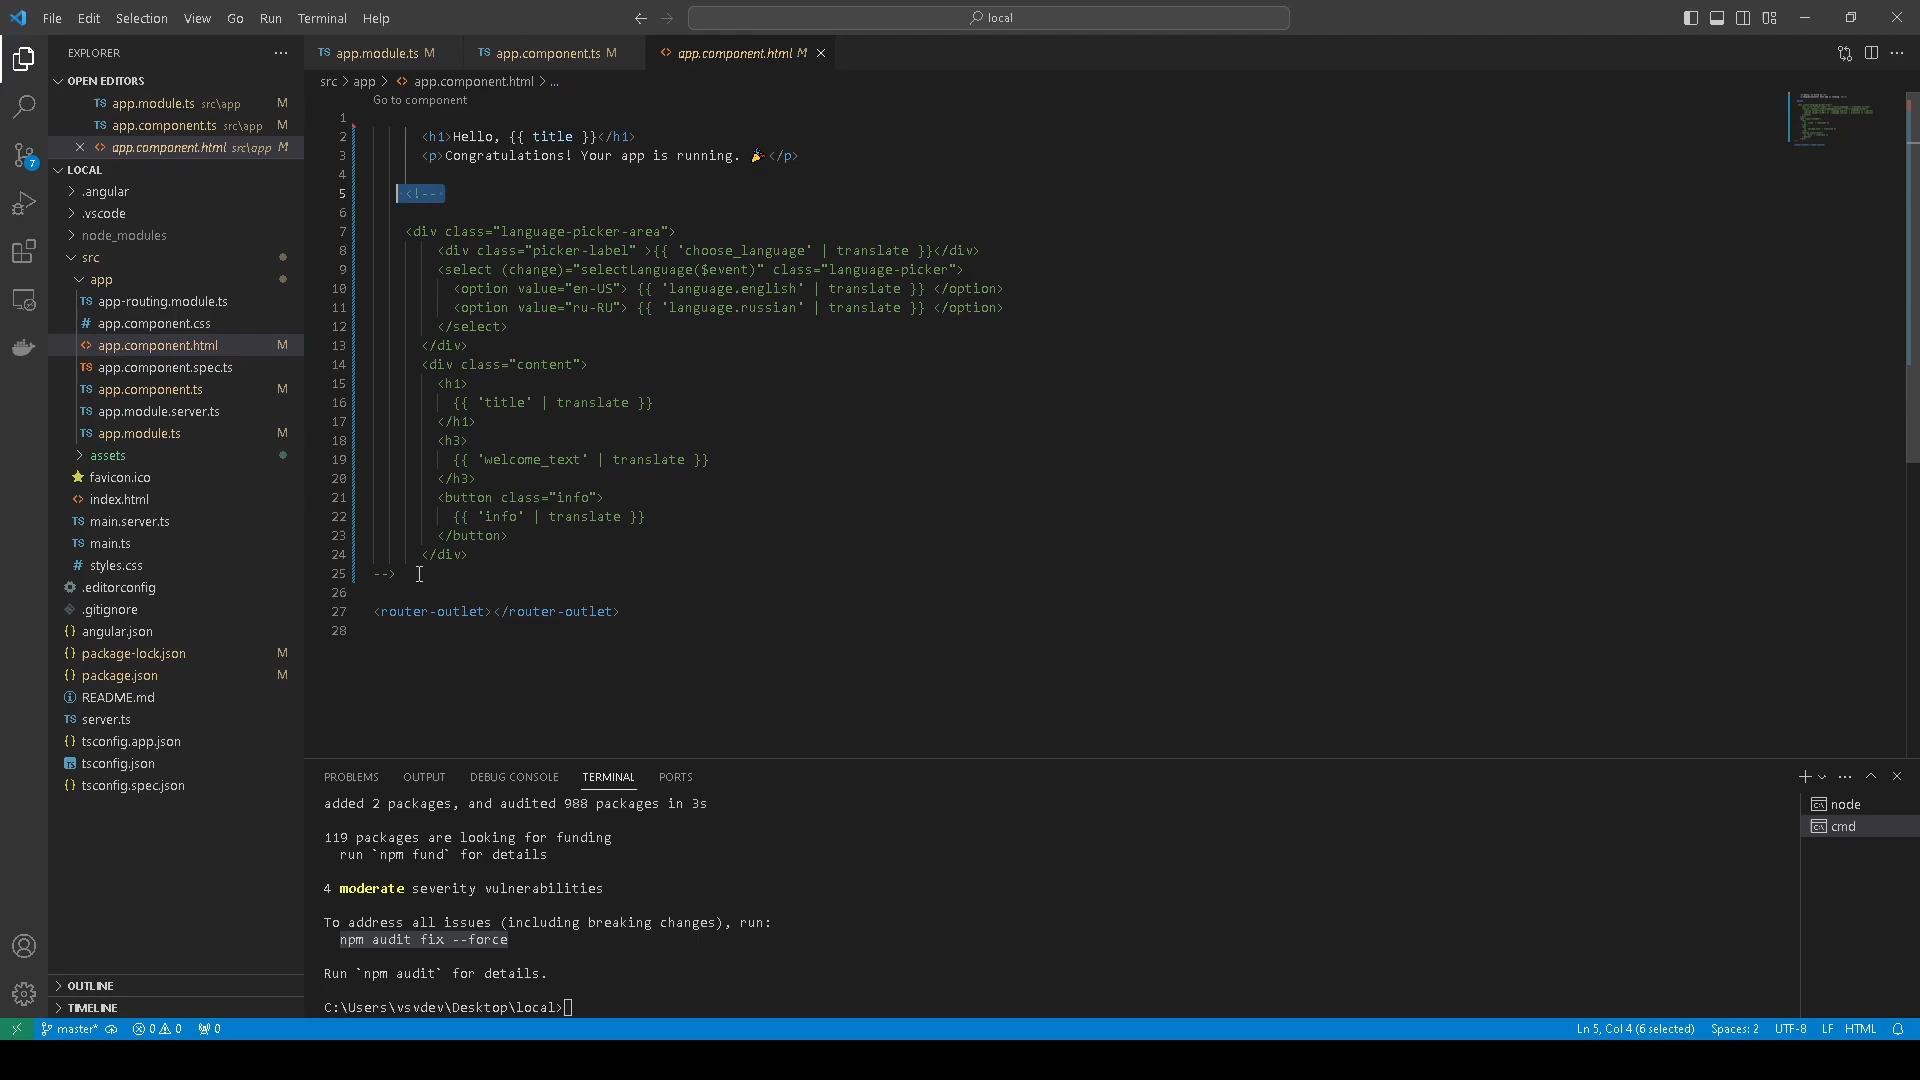 File Edit Selection View Go Run Terminal Help
local
EXPLORER
OPEN EDITORS
TS app.module.ts src\app M
TS app.component.ts src\app M
<> app.component.html src\app M
LOCAL
.angular
.vscode
node_modules
src
app
TS app-routing.module.ts
# app.component.css
<> app.component.html M
TS app.component.spec.ts
TS app.component.ts M
TS app.module.server.ts
TS app.module.ts M
assets
favicon.ico
<> index.html
TS main.server.ts
TS main.ts
# styles.css
.editorconfig
.gitignore
{} angular.json
{} package-lock.json M
{} package.json M
README.md
TS server.ts
{} tsconfig.app.json
TS tsconfig.json
{} tsconfig.spec.json
OUTLINE
TIMELINE
7
TS app.module.ts M
TS app.component.ts M
<> app.component.html M
src > app > <> app.component.html > ...
Go to component
1
2 <h1>Hello, {{ title }}</h1>
3 <p>Congratulations! Your app is running. 🎉</p>
4
5 <!--
6
7 <div class="language-picker-area">
8 <div class="picker-label" >{{ 'choose_language' | translate }}</div>
9 <select (change)="selectLanguage($event)" class="language-picker">
10 <option value="en-US"> {{ 'language.english' | translate }} </option>
11 <option value="ru-RU"> {{ 'language.russian' | translate }} </option>
12 </select>
13 </div>
14 <div class="content">
15 <h1>
16 {{ 'title' | translate }}
17 </h1>
18 <h3>
19 {{ 'welcome_text' | translate }}
20 </h3>
21 <button class="info">
22 {{ 'info' | translate }}
23 </button>
24 </div>
25 -->
26
27 <router-outlet></router-outlet>
28
PROBLEMS OUTPUT DEBUG CONSOLE TERMINAL PORTS
added 2 packages, and audited 988 packages in 3s
119 packages are looking for funding
run `npm fund` for details
4 moderate severity vulnerabilities
To address all issues (including breaking changes), run:
npm audit fix --force
Run `npm audit` for details.
C:\Users\vsvdev\Desktop\local>
node
cmd
master* 0 0 0
Ln 5, Col 4 (6 selected) Spaces: 2 UTF-8 LF HTML